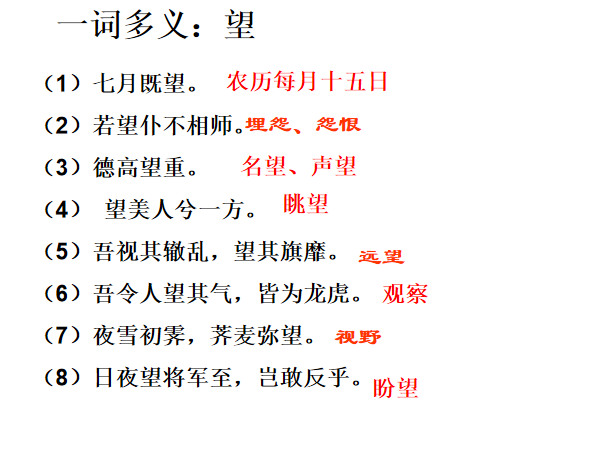 一词多义：望
（1）七月既望。 农历每月十五日
（2）若望仆不相师。埋怨、怨恨
（3）德高望重。 名望、声望
（4） 望美人兮一方。 眺望
（5）吾视其辙乱，望其旗靡。 远望
（6）吾令人望其气，皆为龙虎。 观察
（7）夜雪初霁，荠麦弥望。 视野
（8）日夜望将军至，岂敢反乎。 盼望